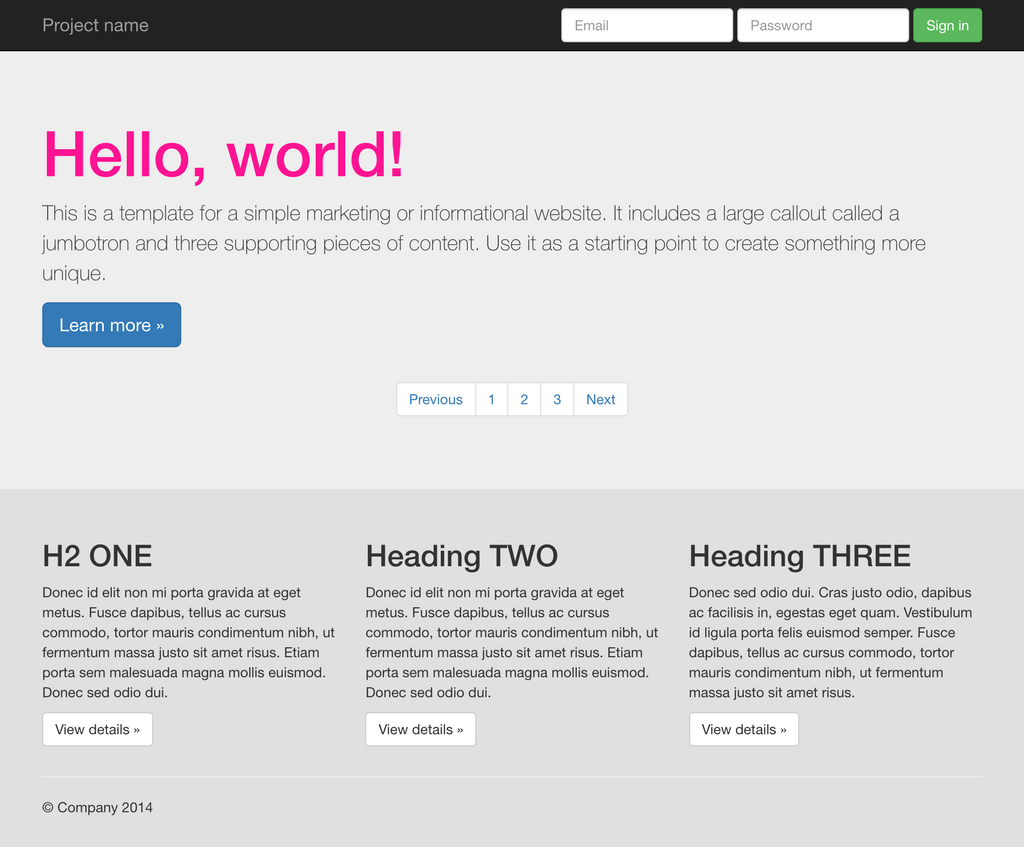 Project name
Email
Password
Sign in
Hello, world!
This is a template for a simple marketing or informational website. It includes a large callout called a
jumbotron and three supporting pieces of content. Use it as a starting point to create something more
unique.
Learn more »
Previous
1
2
3
Next
H2 ONE
Donec id elit non mi porta gravida at eget
metus. Fusce dapibus, tellus ac cursus
commodo, tortor mauris condimentum nibh, ut
fermentum massa justo sit amet risus. Etiam
porta sem malesuada magna mollis euismod.
Donec sed odio dui.
View details »
Heading TWO
Donec id elit non mi porta gravida at eget
metus. Fusce dapibus, tellus ac cursus
commodo, tortor mauris condimentum nibh, ut
fermentum massa justo sit amet risus. Etiam
porta sem malesuada magna mollis euismod.
Donec sed odio dui.
View details »
Heading THREE
Donec sed odio dui. Cras justo odio, dapibus
ac facilisis in, egestas eget quam. Vestibulum
id ligula porta felis euismod semper. Fusce
dapibus, tellus ac cursus commodo, tortor
mauris condimentum nibh, ut fermentum
massa justo sit amet risus.
View details »
© Company 2014